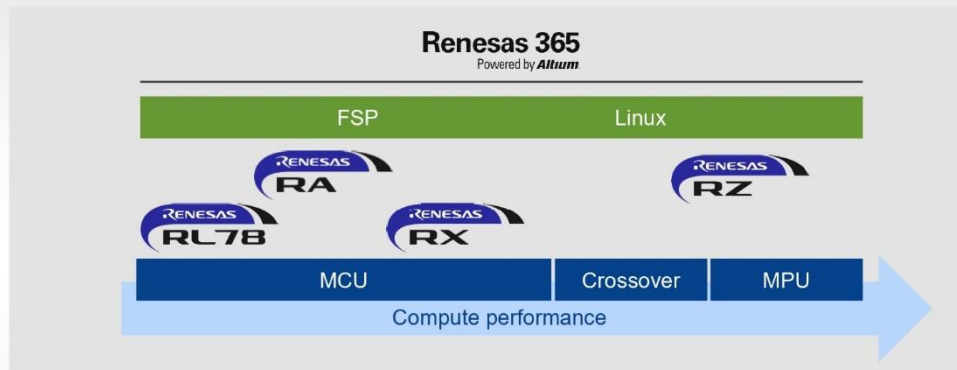 Renesas 365
Powered by Altium
FSP Linux
RENESAS
RA
RENESAS
RZ
RENESAS
RL78
RENESAS
RX
MCU Crossover MPU
Compute performance